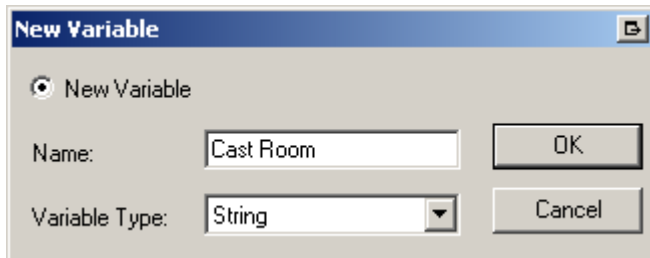 New Variable
New Variable
Name: Cast Room OK
Variable Type: String Cancel